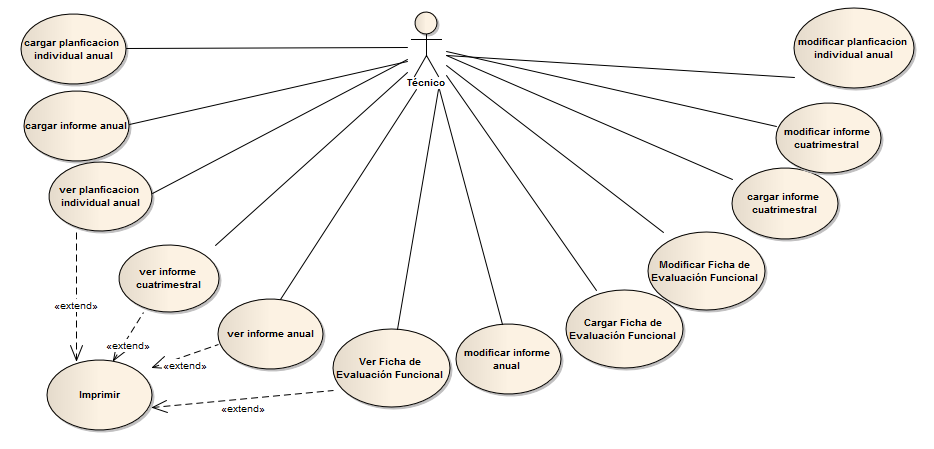 cargar planficacion
individual anual
Técnico
modificar planficacion
individual anual
cargar informe anual
modificar informe
cuatrimestral
ver planficacion
individual anual
cargar informe
cuatrimestral
ver informe
cuatrimestral
Modificar Ficha de
Evaluación Funcional
«extend»
ver informe anual
Cargar Ficha de
Evaluación Funcional
«extend»
Ver Ficha de
Evaluación Funcional
modificar informe
anual
«extend»
Imprimir
«extend»